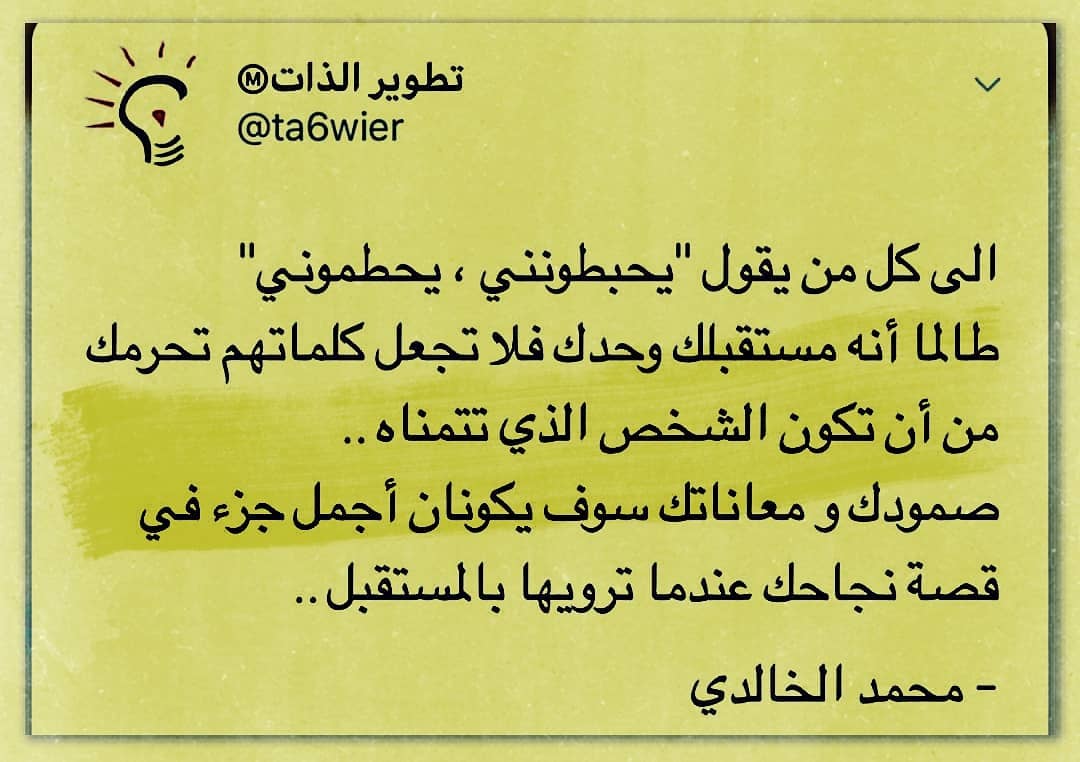 تطوير الذاتⓂ
@ta6wier
الى كل من يقول "يحبطونني ، يحطموني"
طالما أنه مستقبلك وحدك فلا تجعل كلماتهم تحرمك
من أن تكون الشخص الذي تتمناه ..
صمودك و معاناتك سوف يكونان أجمل جزء في
قصة نجاحك عندما ترويها بالمستقبل ..
- محمد الخالدي